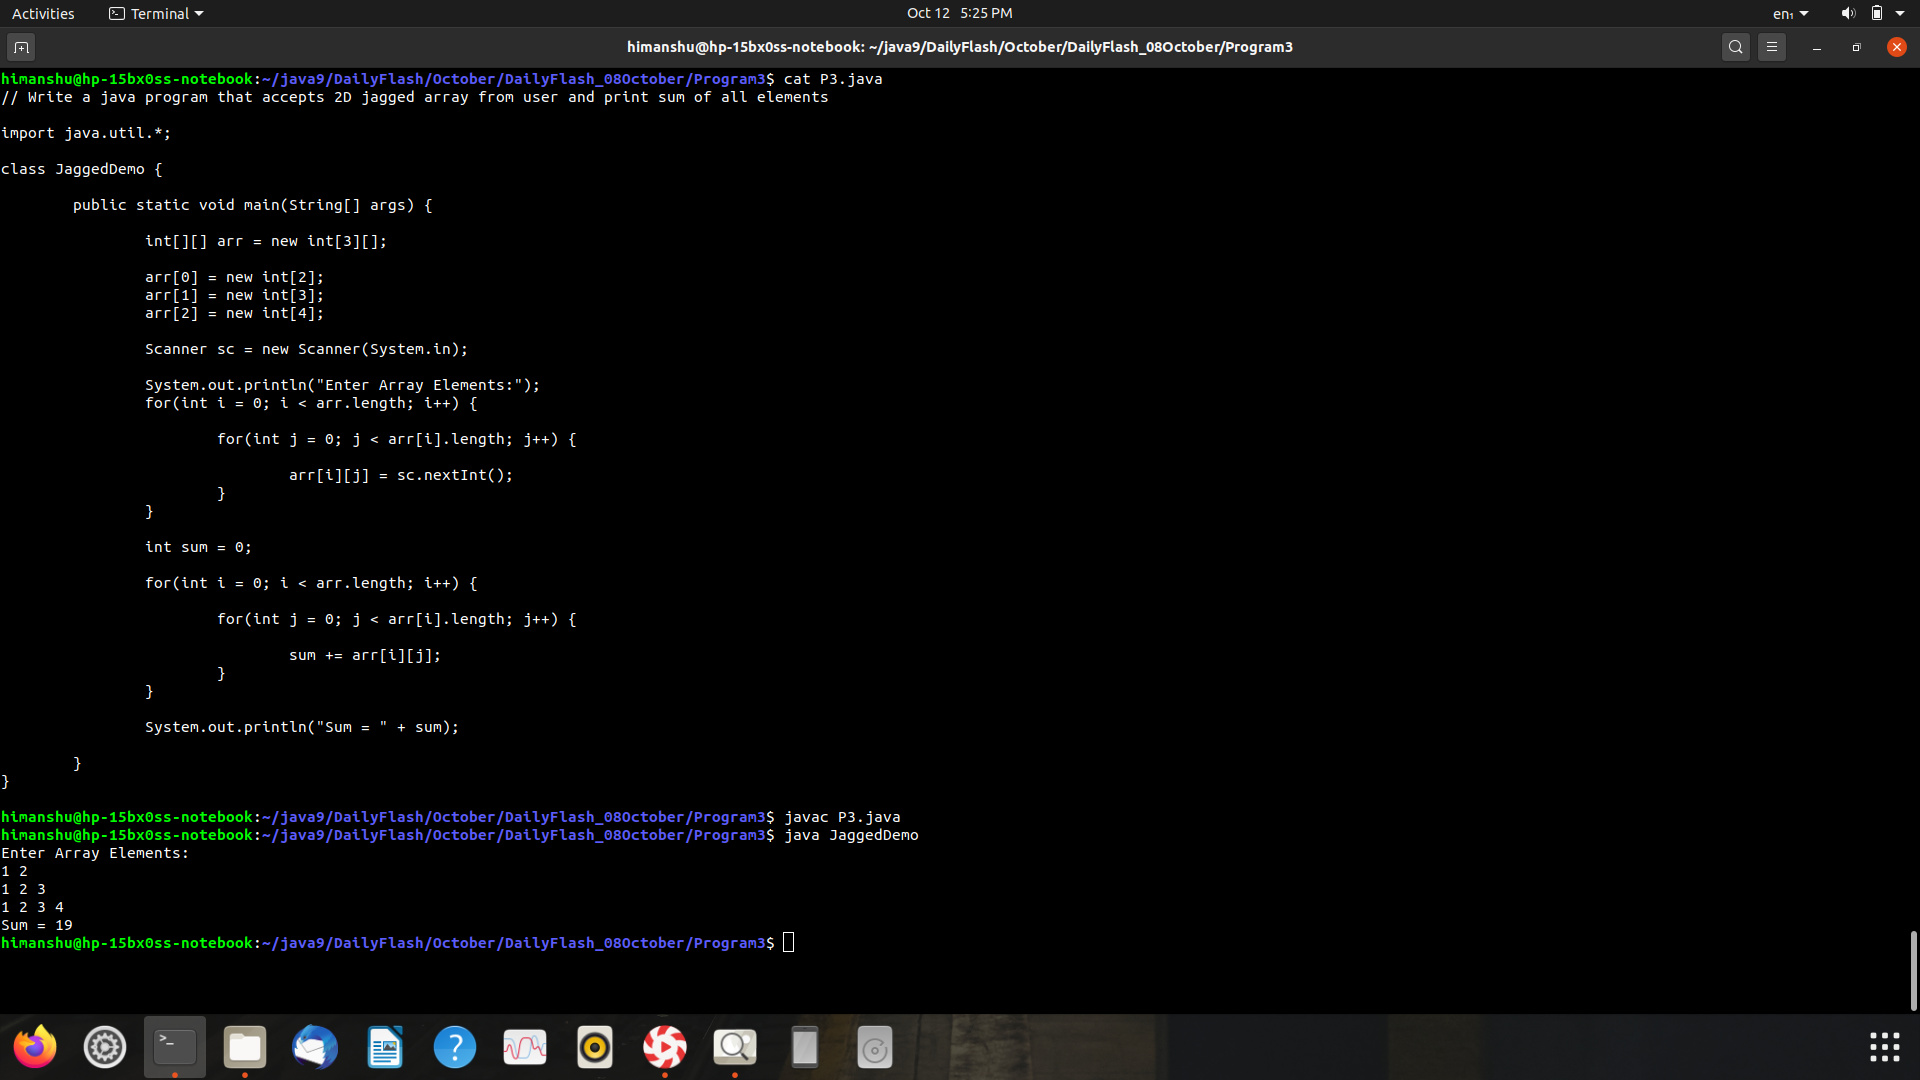 Activities
Terminal
Oct 12 5:25 PM
en₁
himanshu@hp-15bx0ss-notebook: ~/java9/DailyFlash/October/DailyFlash_08October/Program3
himanshu@hp-15bx0ss-notebook:~/java9/DailyFlash/October/DailyFlash_08October/Program3$ cat P3.java
// Write a java program that accepts 2D jagged array from user and print sum of all elements
import java.util.*;
class JaggedDemo {
public static void main(String[] args) {
int[][] arr = new int[3][];
arr[0] = new int[2];
arr[1] = new int[3];
arr[2] = new int[4];
Scanner sc = new Scanner(System.in);
System.out.println("Enter Array Elements:");
for(int i = 0; i < arr.length; i++) {
for(int j = 0; j < arr[i].length; j++) {
arr[i][j] = sc.nextInt();
}
}
int sum = 0;
for(int i = 0; i < arr.length; i++) {
for(int j = 0; j < arr[i].length; j++) {
sum += arr[i][j];
}
}
System.out.println("Sum = " + sum);
}
}
himanshu@hp-15bx0ss-notebook:~/java9/DailyFlash/October/DailyFlash_08October/Program3$ javac P3.java
himanshu@hp-15bx0ss-notebook:~/java9/DailyFlash/October/DailyFlash_08October/Program3$ java JaggedDemo
Enter Array Elements:
1 2
1 2 3
1 2 3 4
Sum = 19
himanshu@hp-15bx0ss-notebook:~/java9/DailyFlash/October/DailyFlash_08October/Program3$